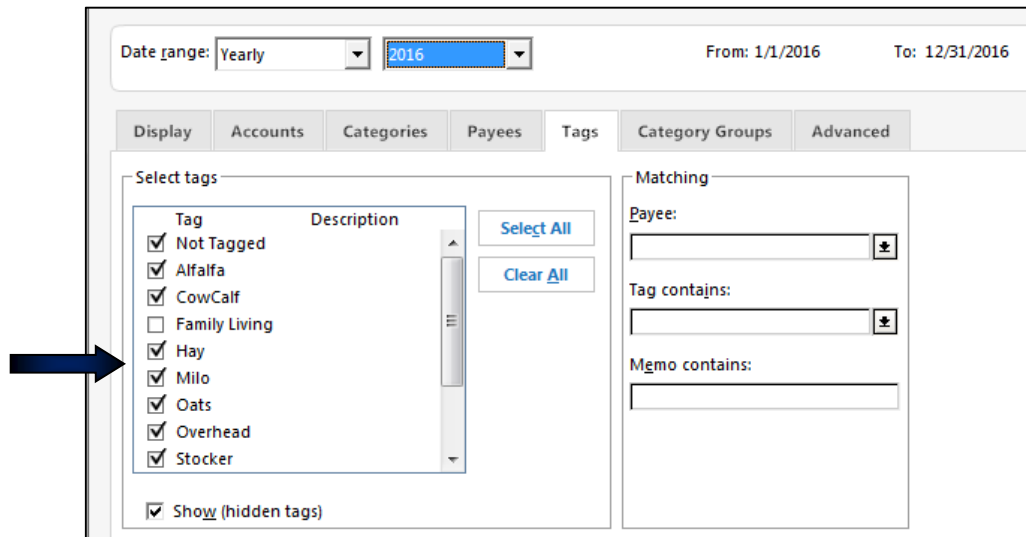 Date range: Yearly 2016 From: 1/1/2016 To: 12/31/2016
Display Accounts Categories Payees Tags Category Groups Advanced
Select tags
Tag Description
Not Tagged
Alfalfa
CowCalf
Family Living
Hay
Milo
Oats
Overhead
Stocker
Select All
Clear All
Show (hidden tags)
Matching
Payee:
Tag contains:
Memo contains: